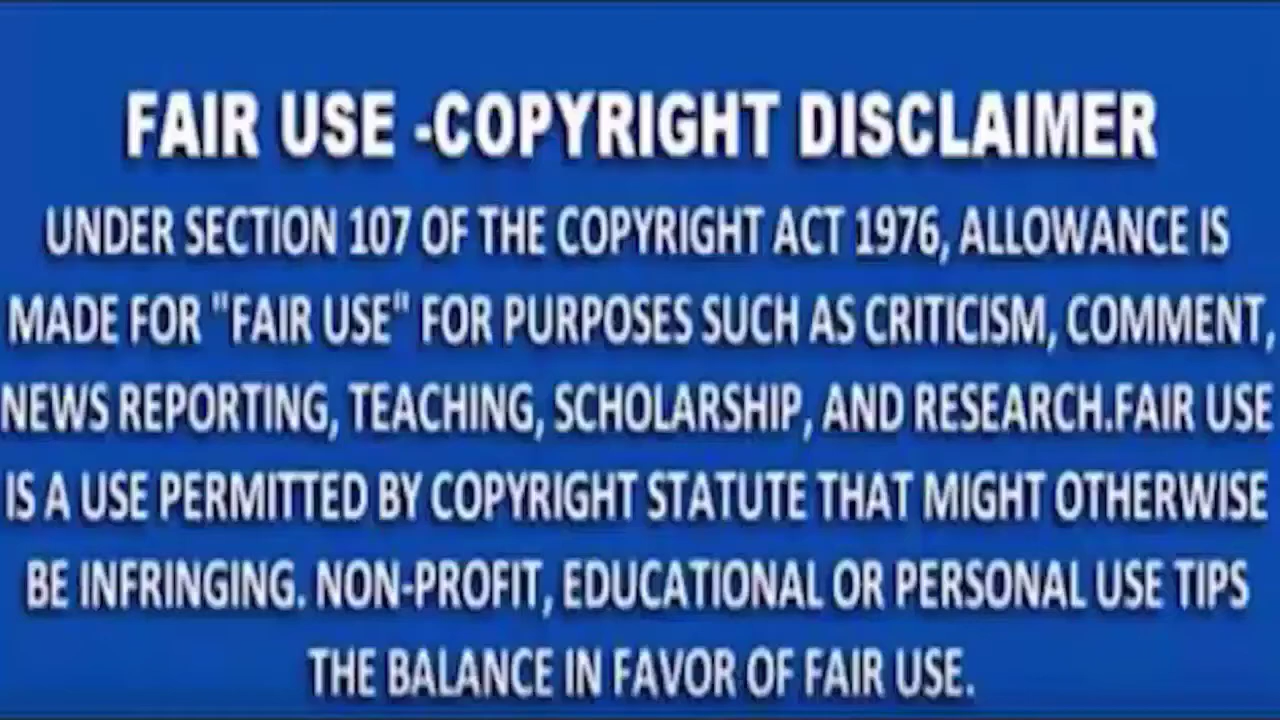 FAIR USE -COPYRIGHT DISCLAIMER
UNDER SECTION 107 OF THE COPYRIGHT ACT 1976, ALLOWANCE IS
MADE FOR "FAIR USE" FOR PURPOSES SUCH AS CRITICISM, COMMENT,
NEWS REPORTING, TEACHING, SCHOLARSHIP, AND RESEARCH.FAIR USE
IS A USE PERMITTED BY COPYRIGHT STATUTE THAT MIGHT OTHERWISE
BE INFRINGING. NON-PROFIT, EDUCATIONAL OR PERSONAL USE TIPS
THE BALANCE IN FAVOR OF FAIR USE.